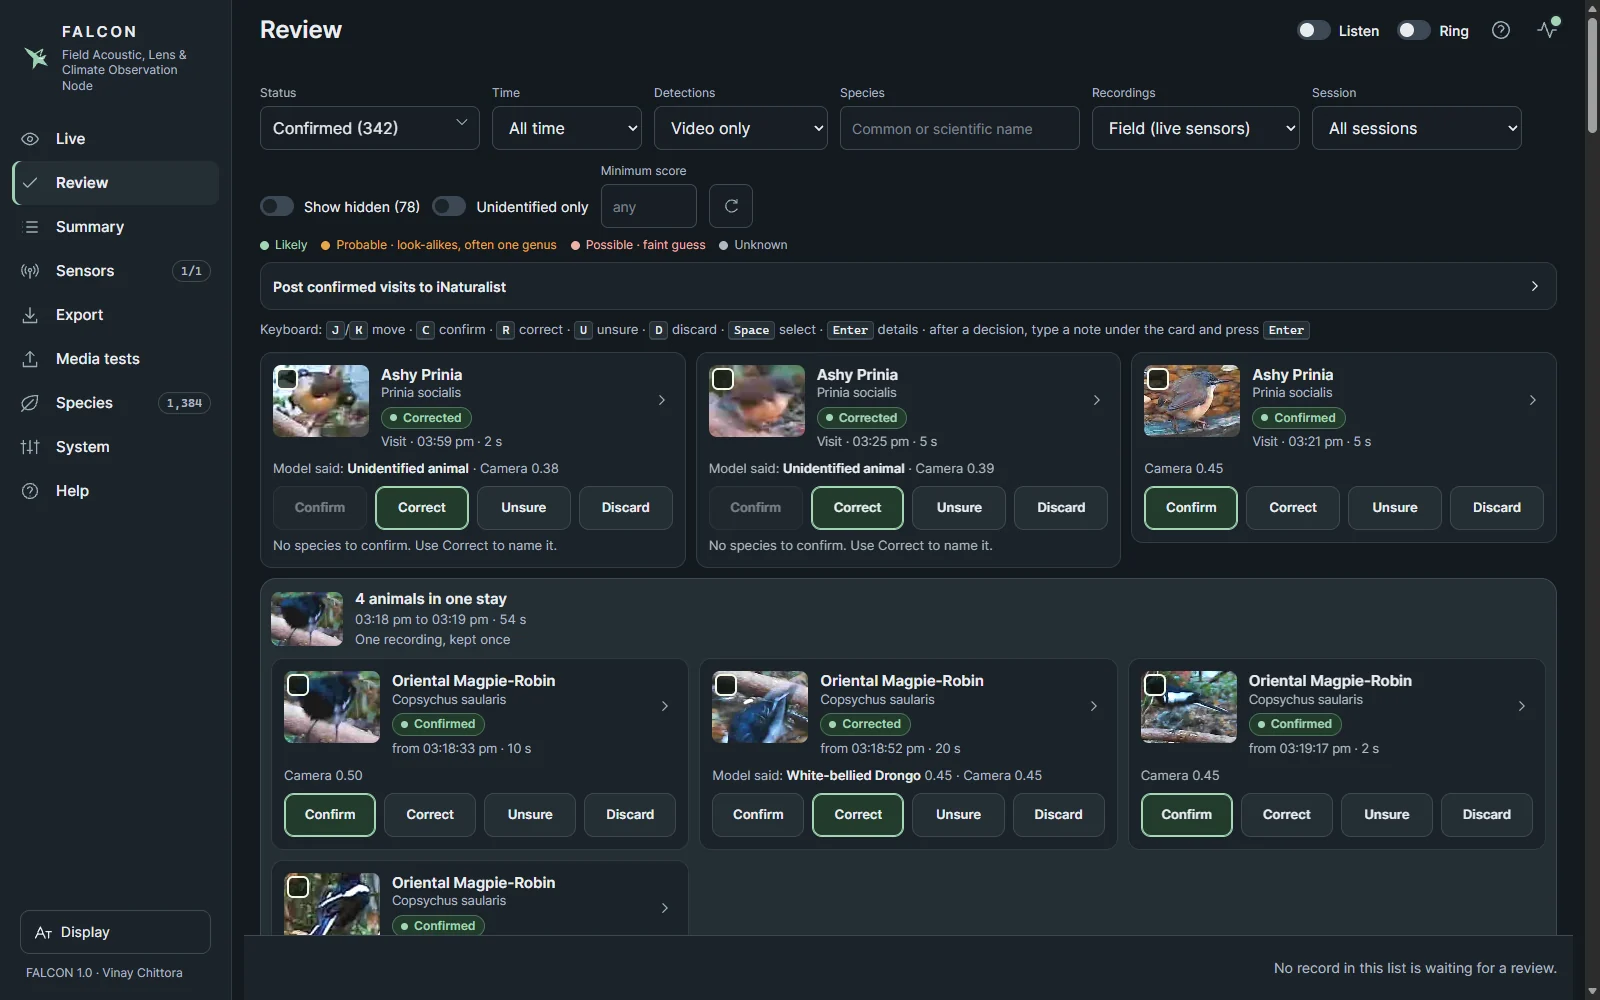 FALCON
Field Acoustic, Lens &
Climate Observation
Node
Live
Review
Summary
Sensors 1/1
Export
Media tests
Species 1,384
System
Help
Display
FALCON 1.0 · Vinay Chittora
Review
Listen Ring
Status Time Detections Species Recordings Session
Confirmed (342) All time Video only Common or scientific name Field (live sensors) All sessions
Minimum score
Show hidden (78) Unidentified only any
Likely Probable · look-alikes, often one genus Possible · faint guess Unknown
Post confirmed visits to iNaturalist
Keyboard: J/K move · C confirm · R correct · U unsure · D discard · Space select · Enter details · after a decision, type a note under the card and press Enter
Ashy Prinia
Prinia socialis
Corrected
Visit · 03:59 pm · 2 s
Model said: Unidentified animal · Camera 0.38
Confirm Correct Unsure Discard
No species to confirm. Use Correct to name it.
Ashy Prinia
Prinia socialis
Corrected
Visit · 03:25 pm · 5 s
Model said: Unidentified animal · Camera 0.39
Confirm Correct Unsure Discard
No species to confirm. Use Correct to name it.
Ashy Prinia
Prinia socialis
Confirmed
Visit · 03:21 pm · 5 s
Camera 0.45
Confirm Correct Unsure Discard
4 animals in one stay
03:18 pm to 03:19 pm · 54 s
One recording, kept once
Oriental Magpie-Robin
Copsychus saularis
Confirmed
from 03:18:33 pm · 10 s
Camera 0.50
Confirm Correct Unsure Discard
Oriental Magpie-Robin
Copsychus saularis
Corrected
from 03:18:52 pm · 20 s
Model said: White-bellied Drongo 0.45 · Camera 0.45
Confirm Correct Unsure Discard
Oriental Magpie-Robin
Copsychus saularis
Confirmed
from 03:19:17 pm · 2 s
Camera 0.45
Confirm Correct Unsure Discard
Oriental Magpie-Robin
Copsychus saularis
Confirmed
No record in this list is waiting for a review.